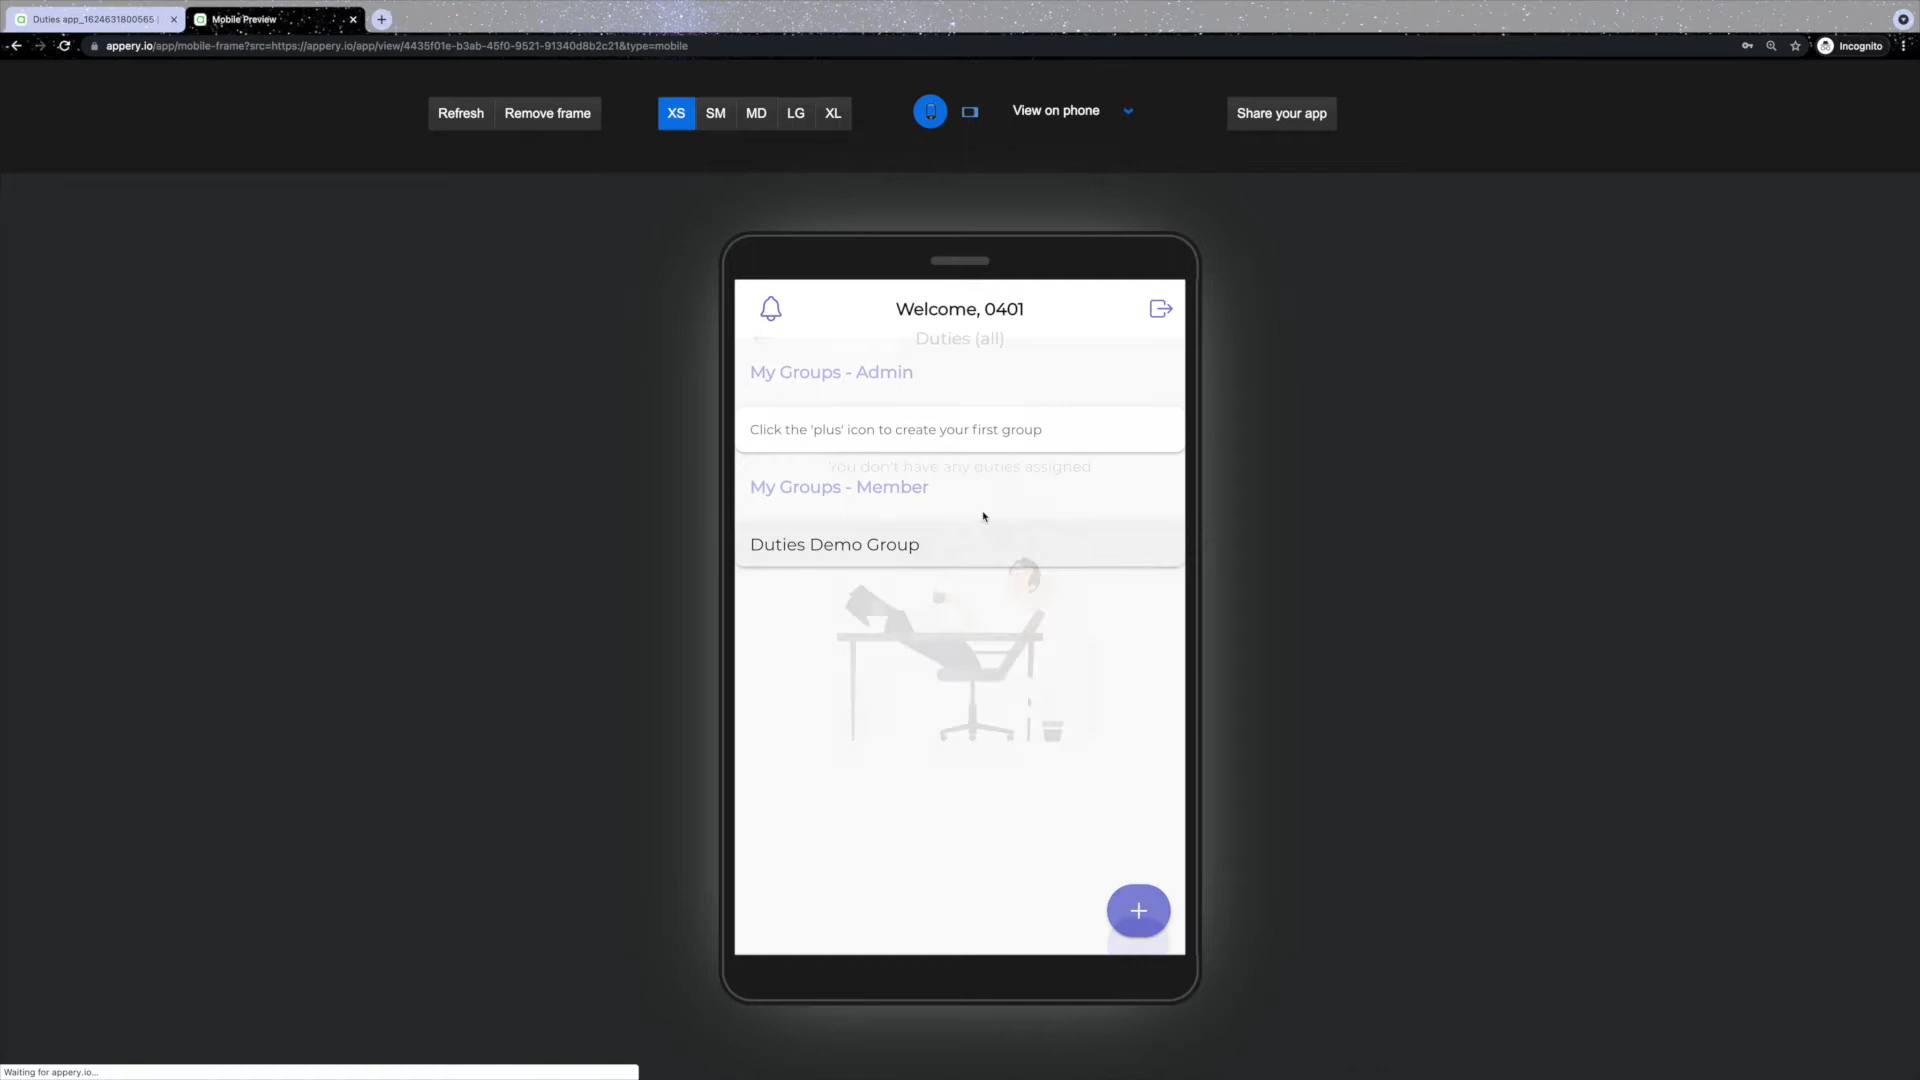 Duties app_1624631800565 |
Mobile Preview
appery.io/app/mobile-frame?src=https://appery.io/app/view/4435f01e-b3ab-45f0-9521-91340d8b2c21&type=mobile
Incognito
Refresh
Remove frame
XS
SM
MD
LG
XL
View on phone
Share your app
Welcome, 0401
Duties (all)
My Groups - Admin
Click the 'plus' icon to create your first group
You don't have any duties assigned
My Groups - Member
Duties Demo Group
Waiting for appery.io...